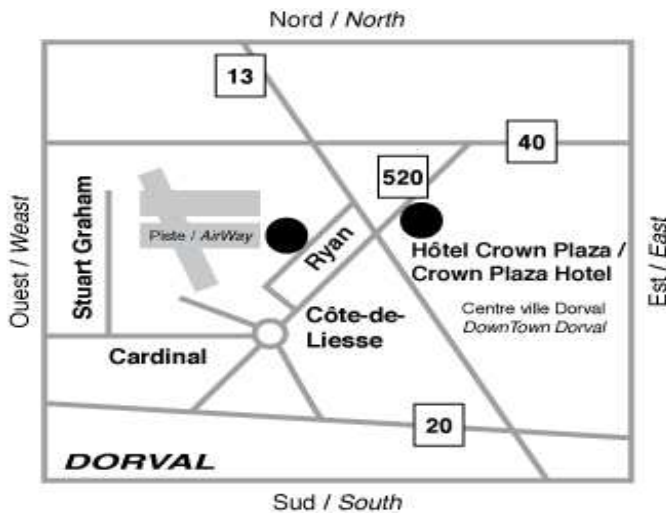 Nord / North
13
40
520
Ouest / Weast
Stuart Graham
Piste / AirWay
Ryan
Hôtel Crown Plaza /
Crown Plaza Hotel
Est / East
Centre ville Dorval
DownTown Dorval
Côte-de-
Liesse
Cardinal
20
DORVAL
Sud / South